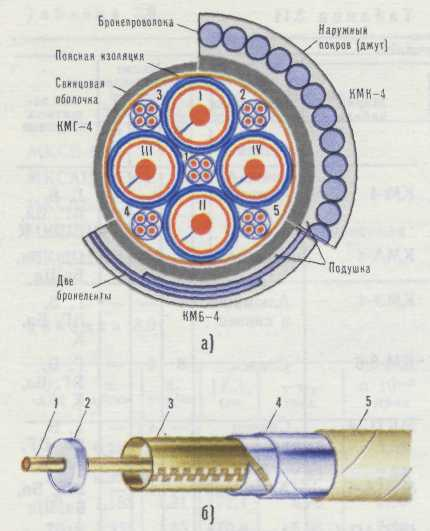 Бронепроволока
Наружный
покров (джут)
Поясная изоляция
Свинцовая
оболочка
КМГ-4
КМК-4
3
I
2
III
1
IV
II
4
5
Подушка
Две
бронеленты
КМБ-4
а)
1
2
3
4
5
б)